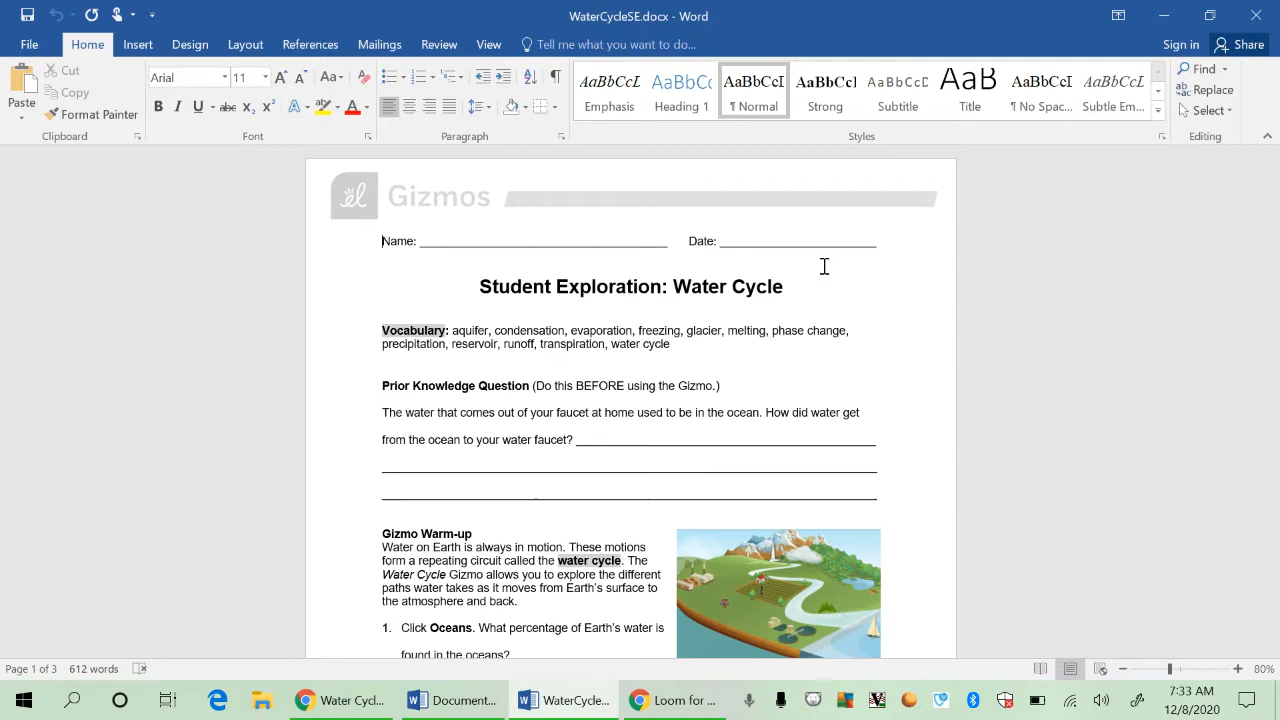 WaterCycleSE.docx - Word
File Home Insert Design Layout References Mailings Review View Tell me what you want to do... Sign in Share
Paste
Cut
Copy
Format Painter
Clipboard
Arial 11
Font
Paragraph
AaBbCcL AaBbCc AaBbCcI AaBbCcl AaBbCcD AaB AaBbCcI AaBbCcL
Emphasis Heading 1 ¶ Normal Strong Subtitle Title ¶ No Spac... Subtle Em...
Styles
Find
Replace
Select
Editing
Gizmos
Name: Date:
Student Exploration: Water Cycle
Vocabulary: aquifer, condensation, evaporation, freezing, glacier, melting, phase change,
precipitation, reservoir, runoff, transpiration, water cycle
Prior Knowledge Question (Do this BEFORE using the Gizmo.)
The water that comes out of your faucet at home used to be in the ocean. How did water get
from the ocean to your water faucet?
Gizmo Warm-up
Water on Earth is always in motion. These motions
form a repeating circuit called the water cycle. The
Water Cycle Gizmo allows you to explore the different
paths water takes as it moves from Earth's surface to
the atmosphere and back.
1. Click Oceans. What percentage of Earth's water is
found in the oceans?
Page 1 of 3 612 words 80%
Water Cycl... Document... WaterCycle... Loom for ...
7:33 AM
12/8/2020